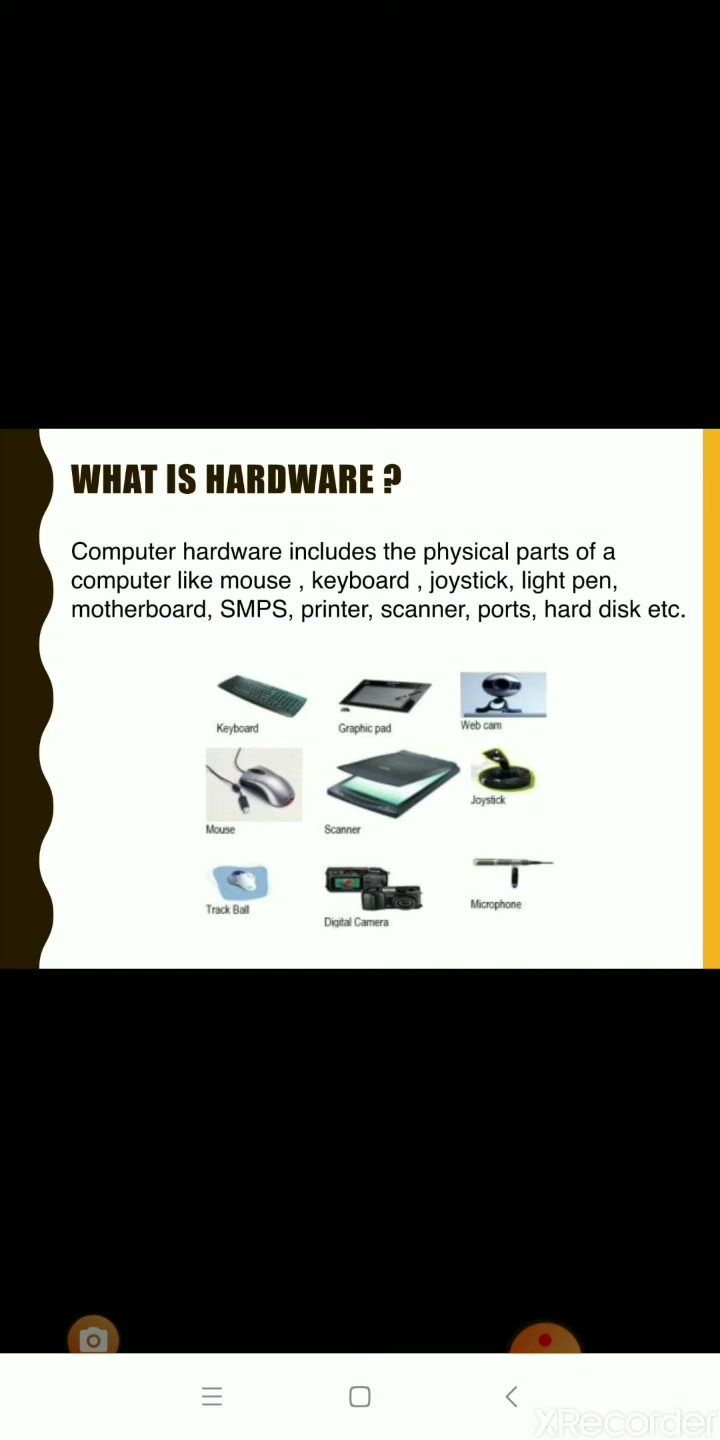 WHAT IS HARDWARE ?
Computer hardware includes the physical parts of a
computer like mouse , keyboard , joystick, light pen,
motherboard, SMPS, printer, scanner, ports, hard disk etc.
Keyboard
Graphic pad
Web cam
Mouse
Scanner
Joystick
Track Ball
Digital Camera
Microphone
XRecorder